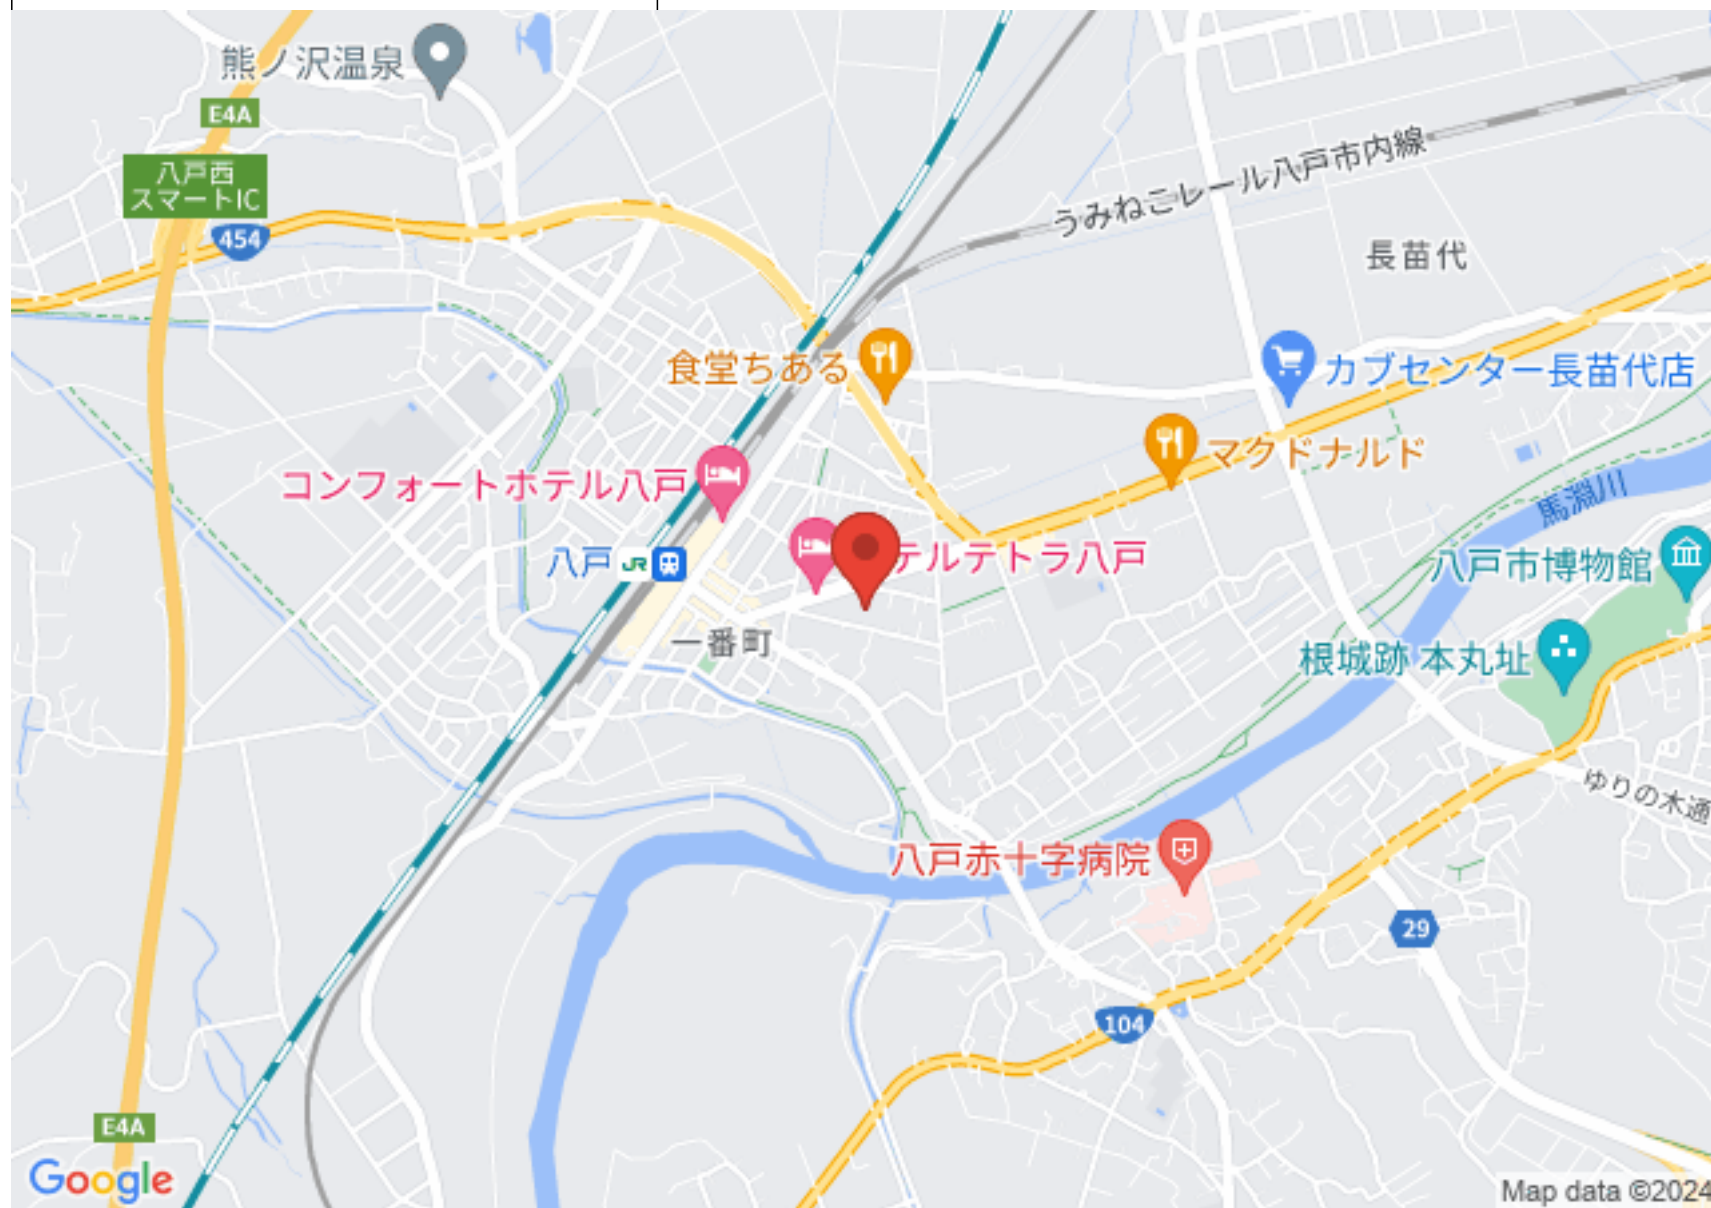 熊ノ沢温泉
E4A
八戸西
スマートIC
454
うみねこレール八戸市内線
長苗代
食堂ちある
カブセンター長苗代店
マクドナルド
コンフォートホテル八戸
馬淵川
八戸
JR
テルテトラ八戸
八戸市博物館
一番町
根城跡 本丸址
ゆりの木通
八戸赤十字病院
29
104
E4A
Google
Map data ©2024